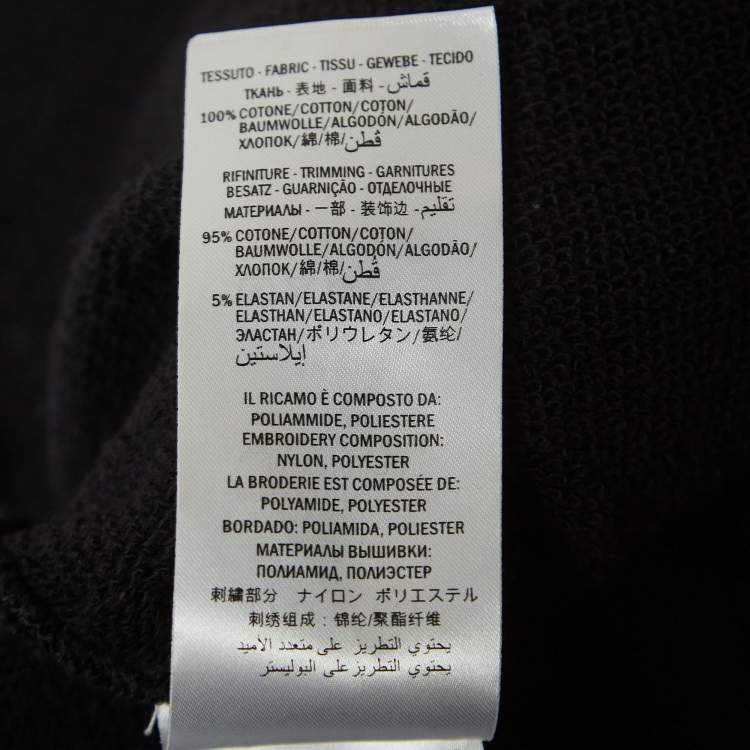 TESSUTO - FABRIC - TISSU - GEWEBE - TECIDO
ТКАНЬ - 表地 - 面料 - قماش
100% COTONE/COTTON/COTON/
BAUMWOLLE/ALGODÓN/ALGODÃO/
ХЛОПОК/綿/棉/قُطن
RIFINITURE - TRIMMING - GARNITURES
BESATZ - GUARNIÇAO - ОТДЕЛОЧНЫЕ
МАТЕРИАЛЫ - 一部 - 装饰边 - تقليم
95% COTONE/COTTON/COTON/
BAUMWOLLE/ALGODÓN/ALGODÃO/
ХЛОПОК/綿/棉/قُطن
5% ELASTAN/ELASTANE/ELASTHANNE/
ELASTHAN/ELASTANO/ELASTANO/
ЭЛАСТАН/ポリウレタン/氨纶/
إيلاستين
IL RICAMO È COMPOSTO DA:
POLIAMMIDE, POLIESTERE
EMBROIDERY COMPOSITION:
NYLON, POLYESTER
LA BRODERIE EST COMPOSÉE DE:
POLYAMIDE, POLYESTER
BORDADO: POLIAMIDA, POLIESTER
МАТЕРИАЛЫ ВЫШИВКИ:
ПОЛИАМИД, ПОЛИЭСТЕР
刺繍部分 ナイロン ポリエステル
刺绣组成：锦纶/聚酯纤维
يحتوي التطريز على متعدد الأميد
يحتوي التطريز على البوليستر